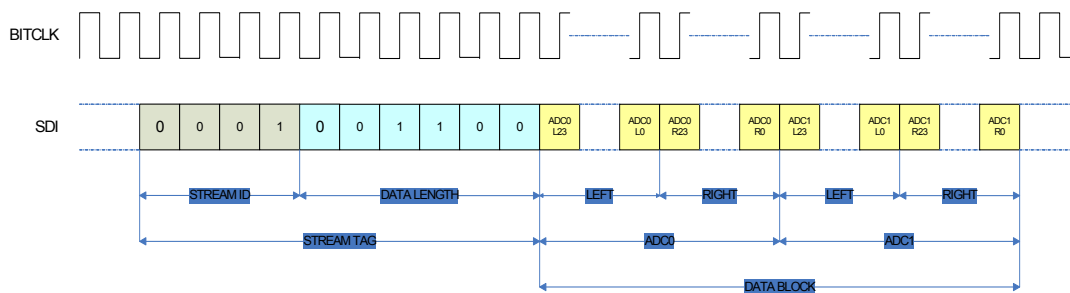 BITCLK
SDI
0 0 0 1 0 0 1 1 0 0
ADC0 L23
ADC0 L0
ADC0 R23
ADC0 R0
ADC1 L23
ADC1 L0
ADC1 R23
ADC1 R0
STREAM ID DATA LENGTH LEFT RIGHT LEFT RIGHT
STREAM TAG ADC0 ADC1
DATA BLOCK